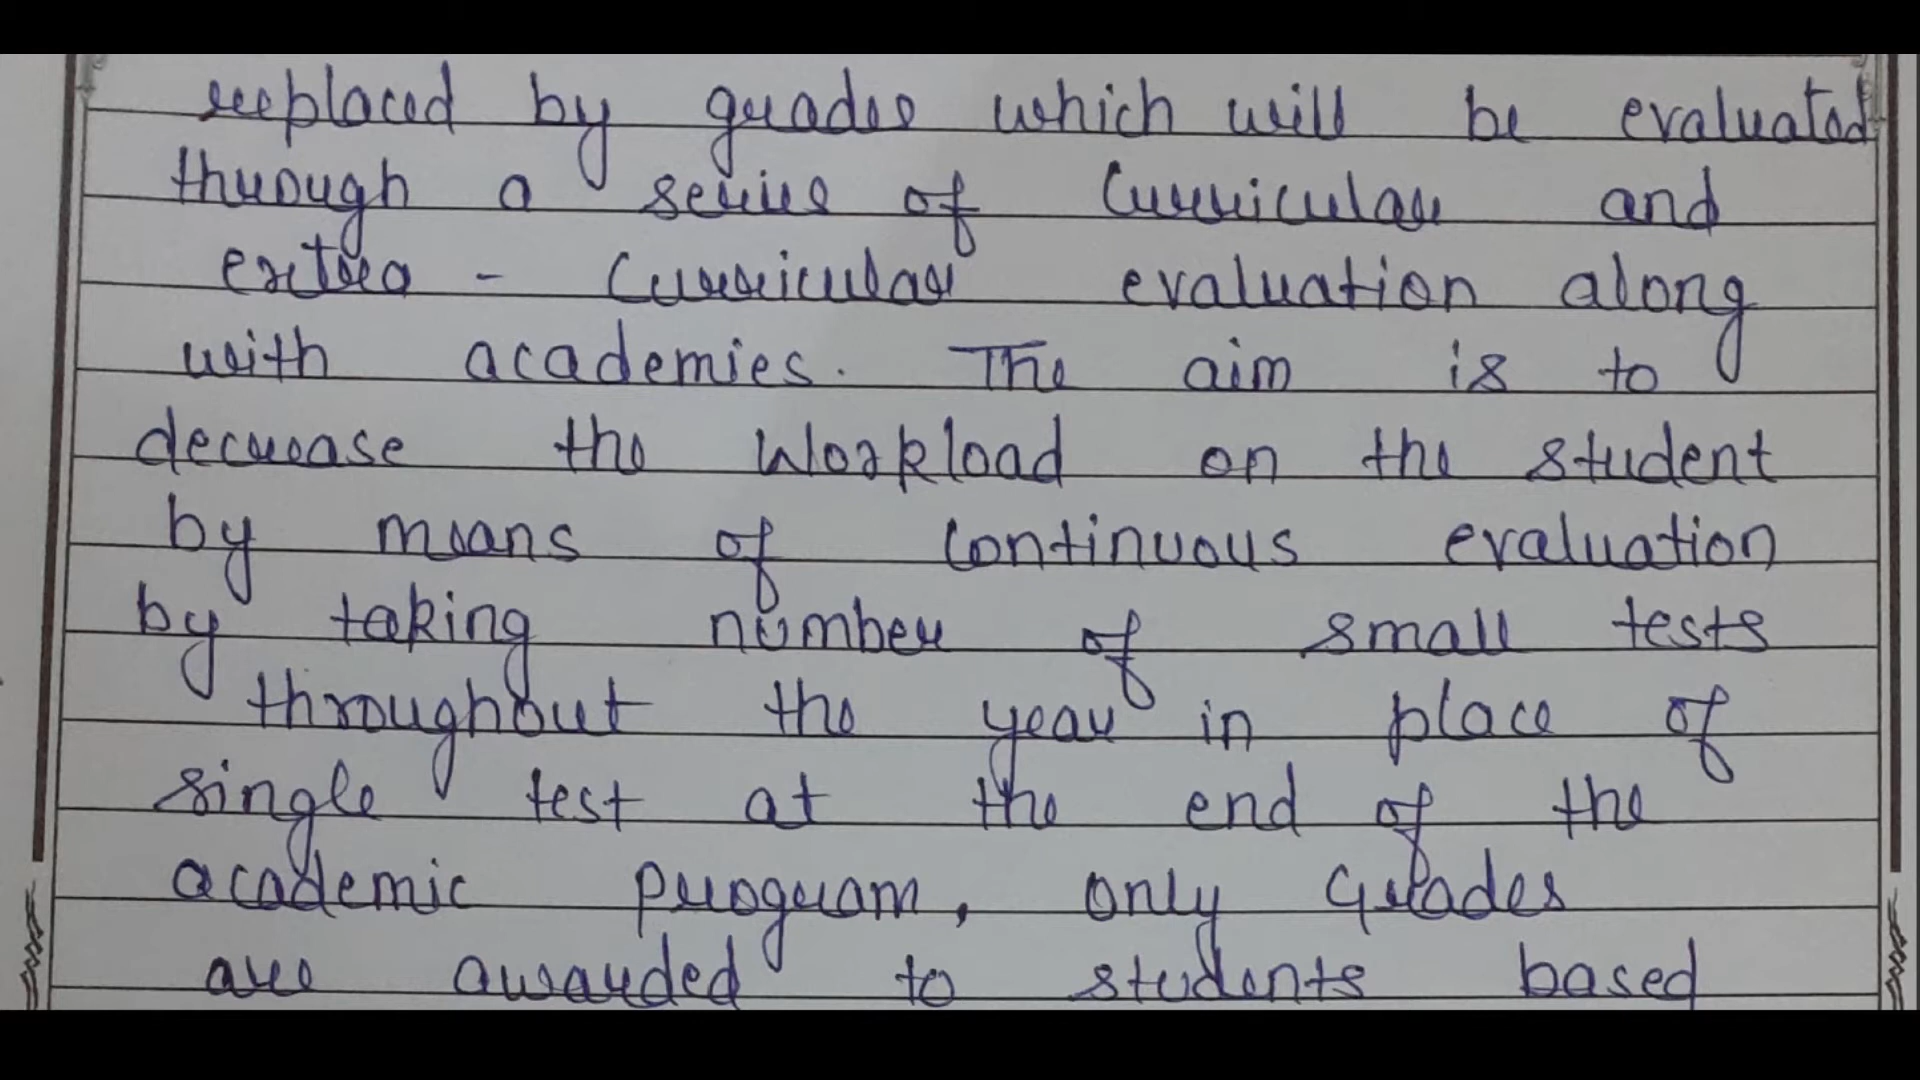 replaced by grades which will be evaluated
through a series of Curricular and
extra - Curricular evaluation along
with academies. The aim is to
decrease the workload on the student
by means of continuous evaluation
by taking number of small tests
throughout the year in place of
single test at the end of the
academic program, only Grades
are awarded to students based